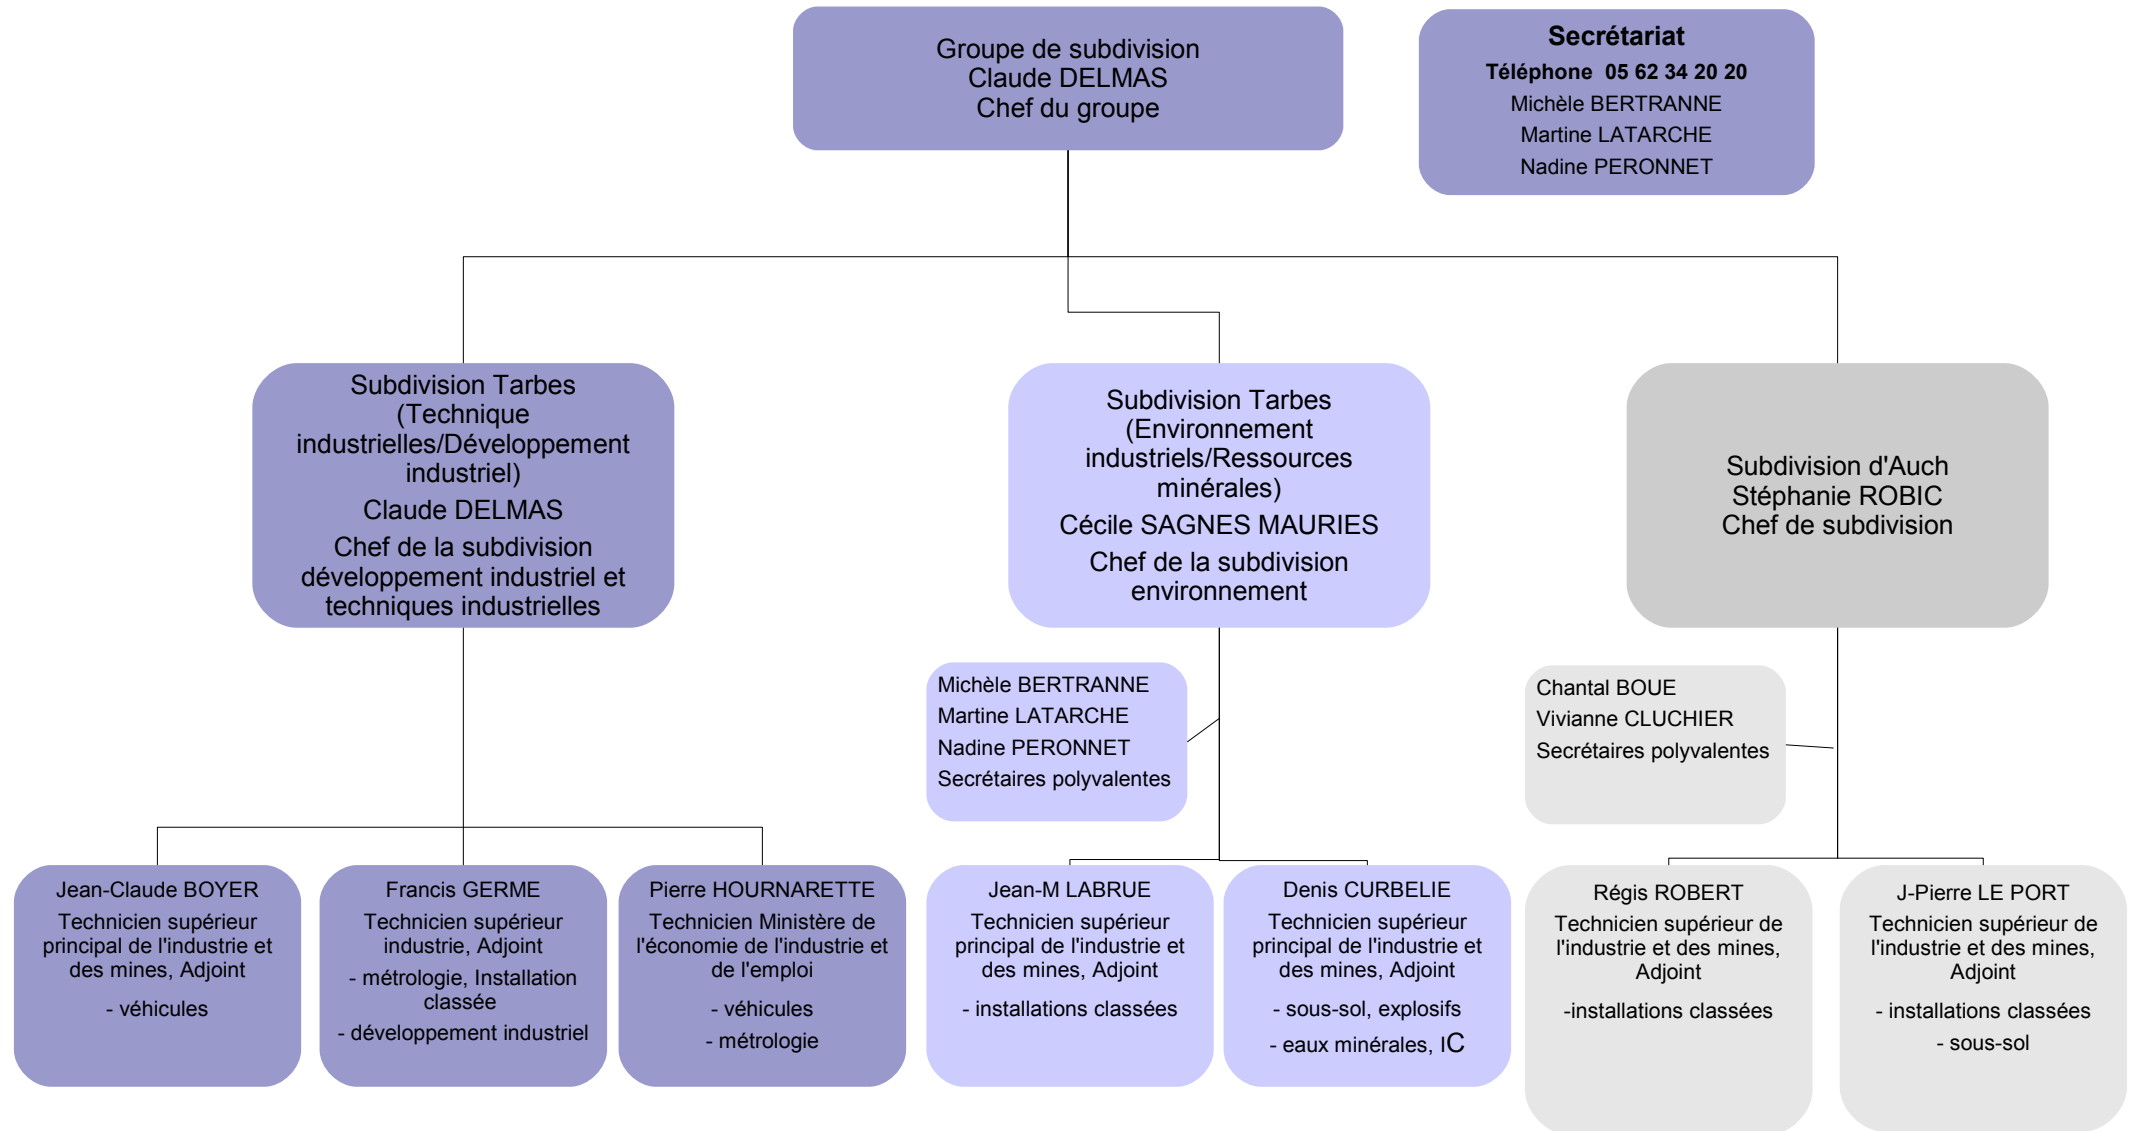 Groupe de subdivision
Claude DELMAS
Chef du groupe
Secrétariat
Téléphone 05 62 34 20 20
Michèle BERTRANNE
Martine LATARCHE
Nadine PERONNET
Subdivision Tarbes
(Technique
industrielles/Développement
industriel)
Claude DELMAS
Chef de la subdivision
développement industriel et
techniques industrielles
Subdivision Tarbes
(Environnement
industriels/Ressources
minérales)
Cécile SAGNES MAURIES
Chef de la subdivision
environnement
Subdivision d'Auch
Stéphanie ROBIC
Chef de subdivision
Michèle BERTRANNE
Martine LATARCHE
Nadine PERONNET
Secrétaires polyvalentes
Chantal BOUE
Vivianne CLUCHIER
Secrétaires polyvalentes
Jean-Claude BOYER
Technicien supérieur
principal de l'industrie et
des mines, Adjoint
- véhicules
Francis GERME
Technicien supérieur
industrie, Adjoint
- métrologie, Installation
classée
- développement industriel
Pierre HOURNARETTE
Technicien Ministère de
l'économie de l'industrie et
de l'emploi
- véhicules
- métrologie
Jean-M LABRUE
Technicien supérieur
principal de l'industrie et
des mines, Adjoint
- installations classées
Denis CURBELIE
Technicien supérieur
principal de l'industrie et
des mines, Adjoint
- sous-sol, explosifs
- eaux minérales, IC
Régis ROBERT
Technicien supérieur de
l'industrie et des mines,
Adjoint
-installations classées
J-Pierre LE PORT
Technicien supérieur de
l'industrie et des mines,
Adjoint
- installations classées
- sous-sol